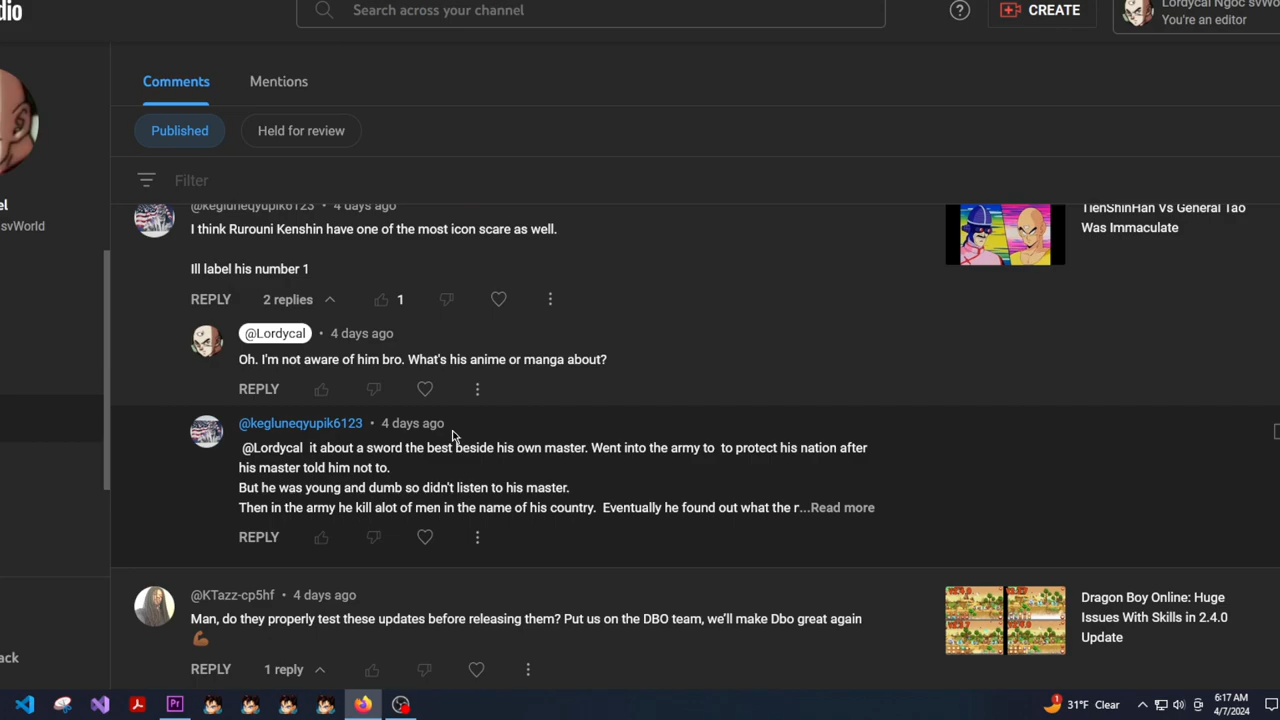 dio
Search across your channel
CREATE
Lordycal Ngoc svWo
You're an editor
el
svWorld
ack
Comments
Mentions
Published
Held for review
Filter
@kegluneqyupik6123 • 4 days ago
I think Rurouni Kenshin have one of the most icon scare as well.
Ill label his number 1
REPLY 2 replies 1
TienShinHan Vs General Tao
Was Immaculate
@Lordycal • 4 days ago
Oh. I'm not aware of him bro. What's his anime or manga about?
REPLY
@kegluneqyupik6123 • 4 days ago
@Lordycal it about a sword the best beside his own master. Went into the army to to protect his nation after
his master told him not to.
But he was young and dumb so didn't listen to his master.
Then in the army he kill alot of men in the name of his country. Eventually he found out what the r...Read more
REPLY
@KTazz-cp5hf • 4 days ago
Man, do they properly test these updates before releasing them? Put us on the DBO team, we'll make Dbo great again
💪🏾
REPLY 1 reply
Dragon Boy Online: Huge
Issues With Skills in 2.4.0
Update
Pr
31°F Clear
6:17 AM
4/7/2024